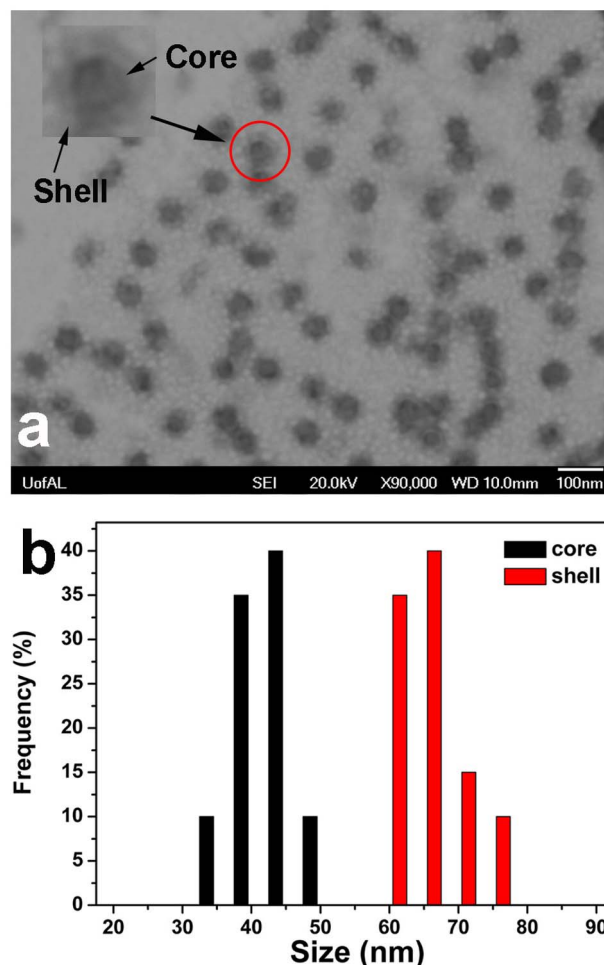 Core
Shell
a
UofAL SEI 20.0kV X90,000 WD 10.0mm 100nm
b
core
shell
Frequency (%)
40
35
30
25
20
15
10
5
0
20 30 40 50 60 70 80 90
Size (nm)